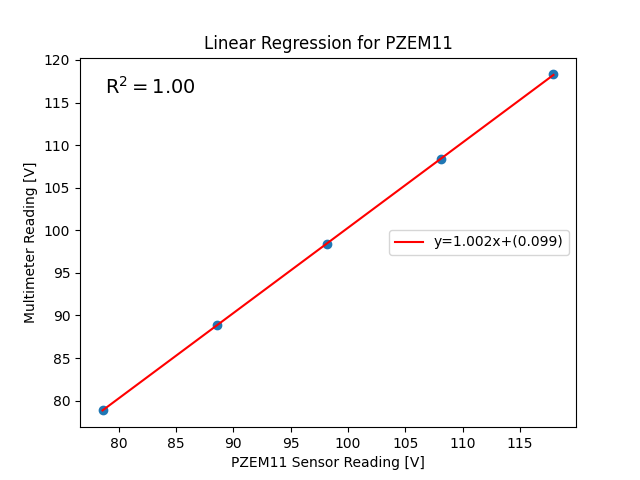 Linear Regression for PZEM11
R² = 1.00
120
115
110
105
100
95
90
85
80
Multimeter Reading [V]
y=1.002x+(0.099)
80 85 90 95 100 105 110 115
PZEM11 Sensor Reading [V]